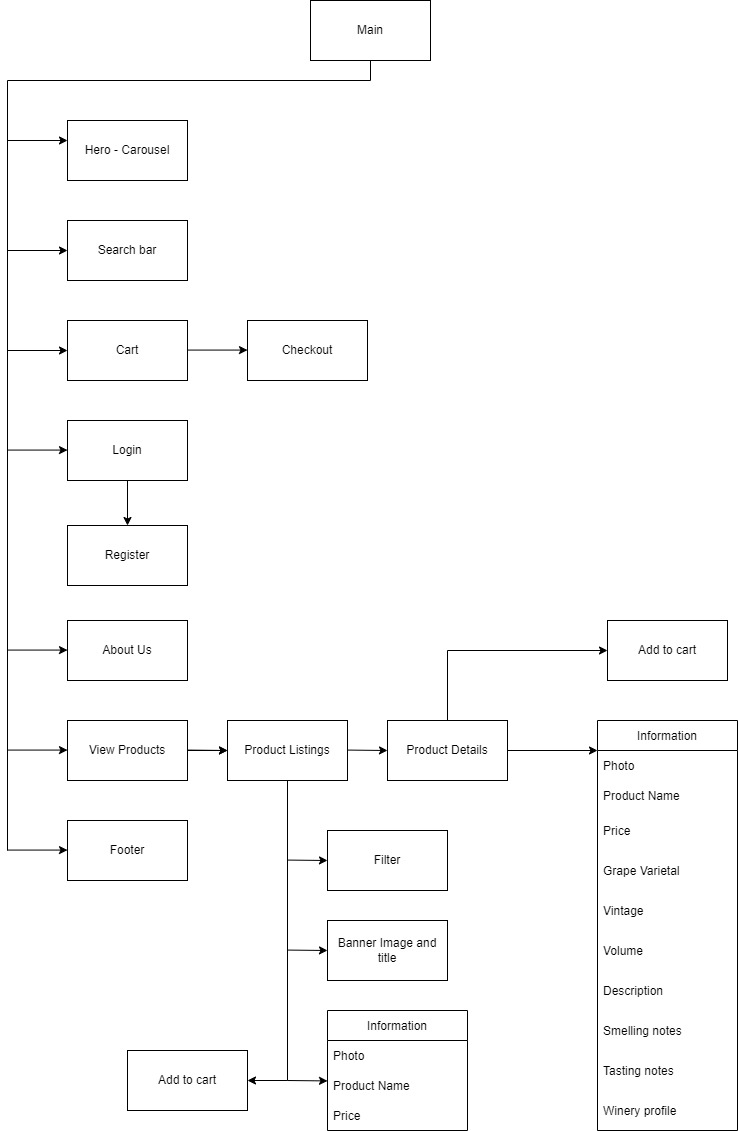 Main
Hero - Carousel
Search bar
Cart
Checkout
Login
Register
About Us
Add to cart
View Products
Product Listings
Product Details
Information
Photo
Product Name
Price
Grape Varietal
Vintage
Volume
Description
Smelling notes
Tasting notes
Winery profile
Footer
Filter
Banner Image and
title
Add to cart
Information
Photo
Product Name
Price